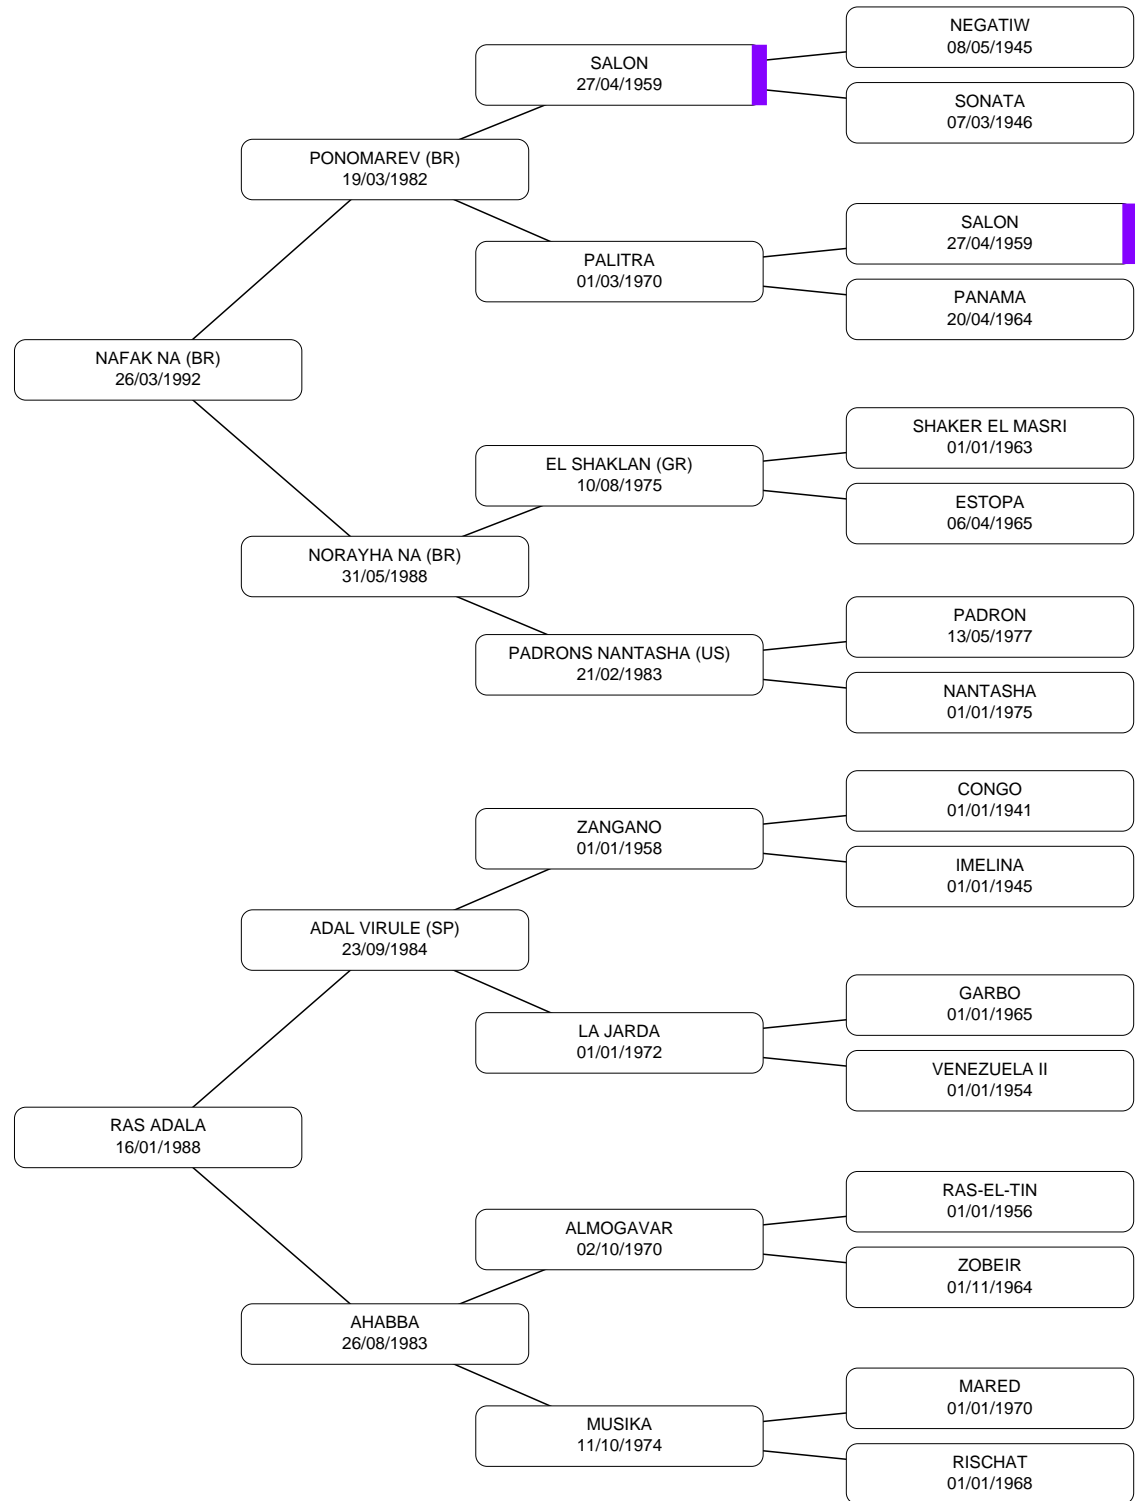 NEGATIW
08/05/1945
SALON
27/04/1959
SONATA
07/03/1946
PONOMAREV (BR)
19/03/1982
SALON
27/04/1959
PALITRA
01/03/1970
PANAMA
20/04/1964
NAFAK NA (BR)
26/03/1992
SHAKER EL MASRI
01/01/1963
EL SHAKLAN (GR)
10/08/1975
ESTOPA
06/04/1965
NORAYHA NA (BR)
31/05/1988
PADRON
13/05/1977
PADRONS NANTASHA (US)
21/02/1983
NANTASHA
01/01/1975
CONGO
01/01/1941
ZANGANO
01/01/1958
IMELINA
01/01/1945
ADAL VIRULE (SP)
23/09/1984
GARBO
01/01/1965
LA JARDA
01/01/1972
VENEZUELA II
01/01/1954
RAS ADALA
16/01/1988
RAS-EL-TIN
01/01/1956
ALMOGAVAR
02/10/1970
ZOBEIR
01/11/1964
AHABBA
26/08/1983
MARED
01/01/1970
MUSIKA
11/10/1974
RISCHAT
01/01/1968